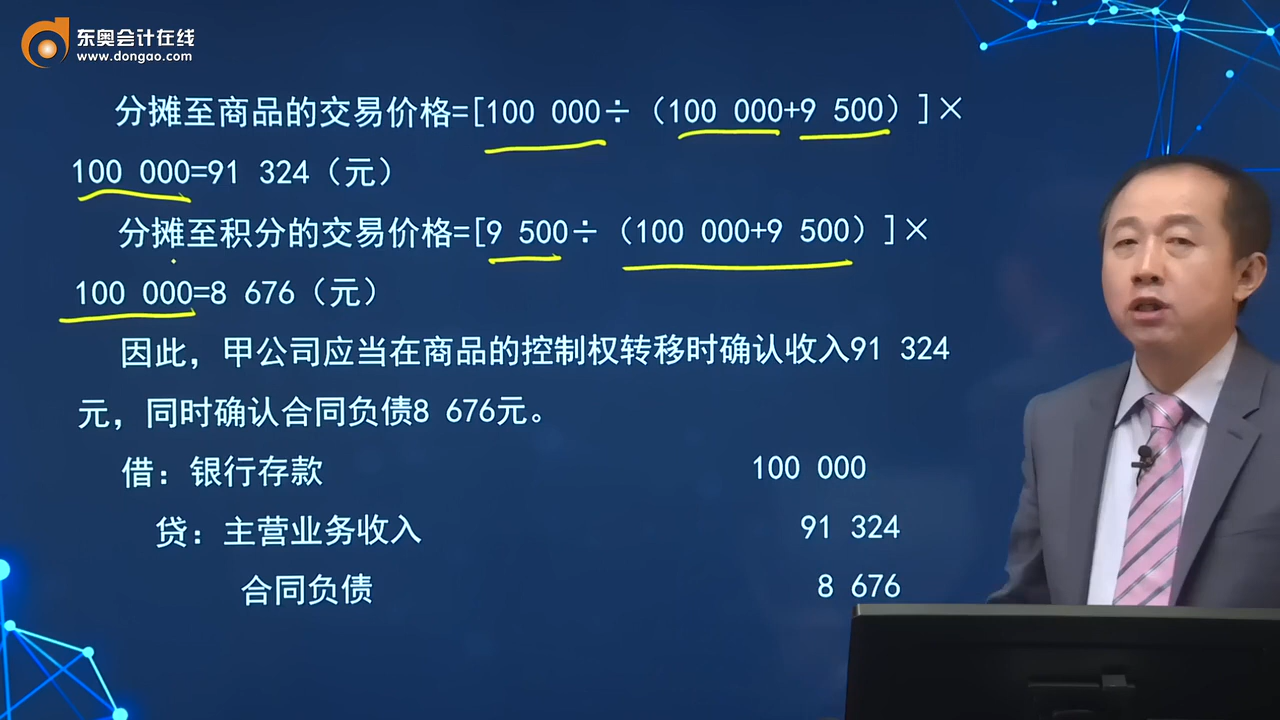 东奥会计在线
www.dongao.com
分摊至商品的交易价格=[100 000÷（100 000+9 500）]×
100 000=91 324（元）
分摊至积分的交易价格=[9 500÷（100 000+9 500）]×
100 000=8 676（元）
因此，甲公司应当在商品的控制权转移时确认收入91 324
元，同时确认合同负债8 676元。
借：银行存款 100 000
贷：主营业务收入 91 324
合同负债 8 676